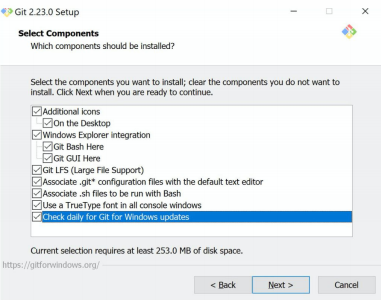 Git 2.23.0 Setup
Select Components
Which components should be installed?
Select the components you want to install; clear the components you do not want to
install. Click Next when you are ready to continue.
Additional icons
On the Desktop
Windows Explorer integration
Git Bash Here
Git GUI Here
Git LFS (Large File Support)
Associate .git* configuration files with the default text editor
Associate .sh files to be run with Bash
Use a TrueType font in all console windows
Check daily for Git for Windows updates
Current selection requires at least 253.0 MB of disk space.
https://gitforwindows.org/
< Back
Next >
Cancel